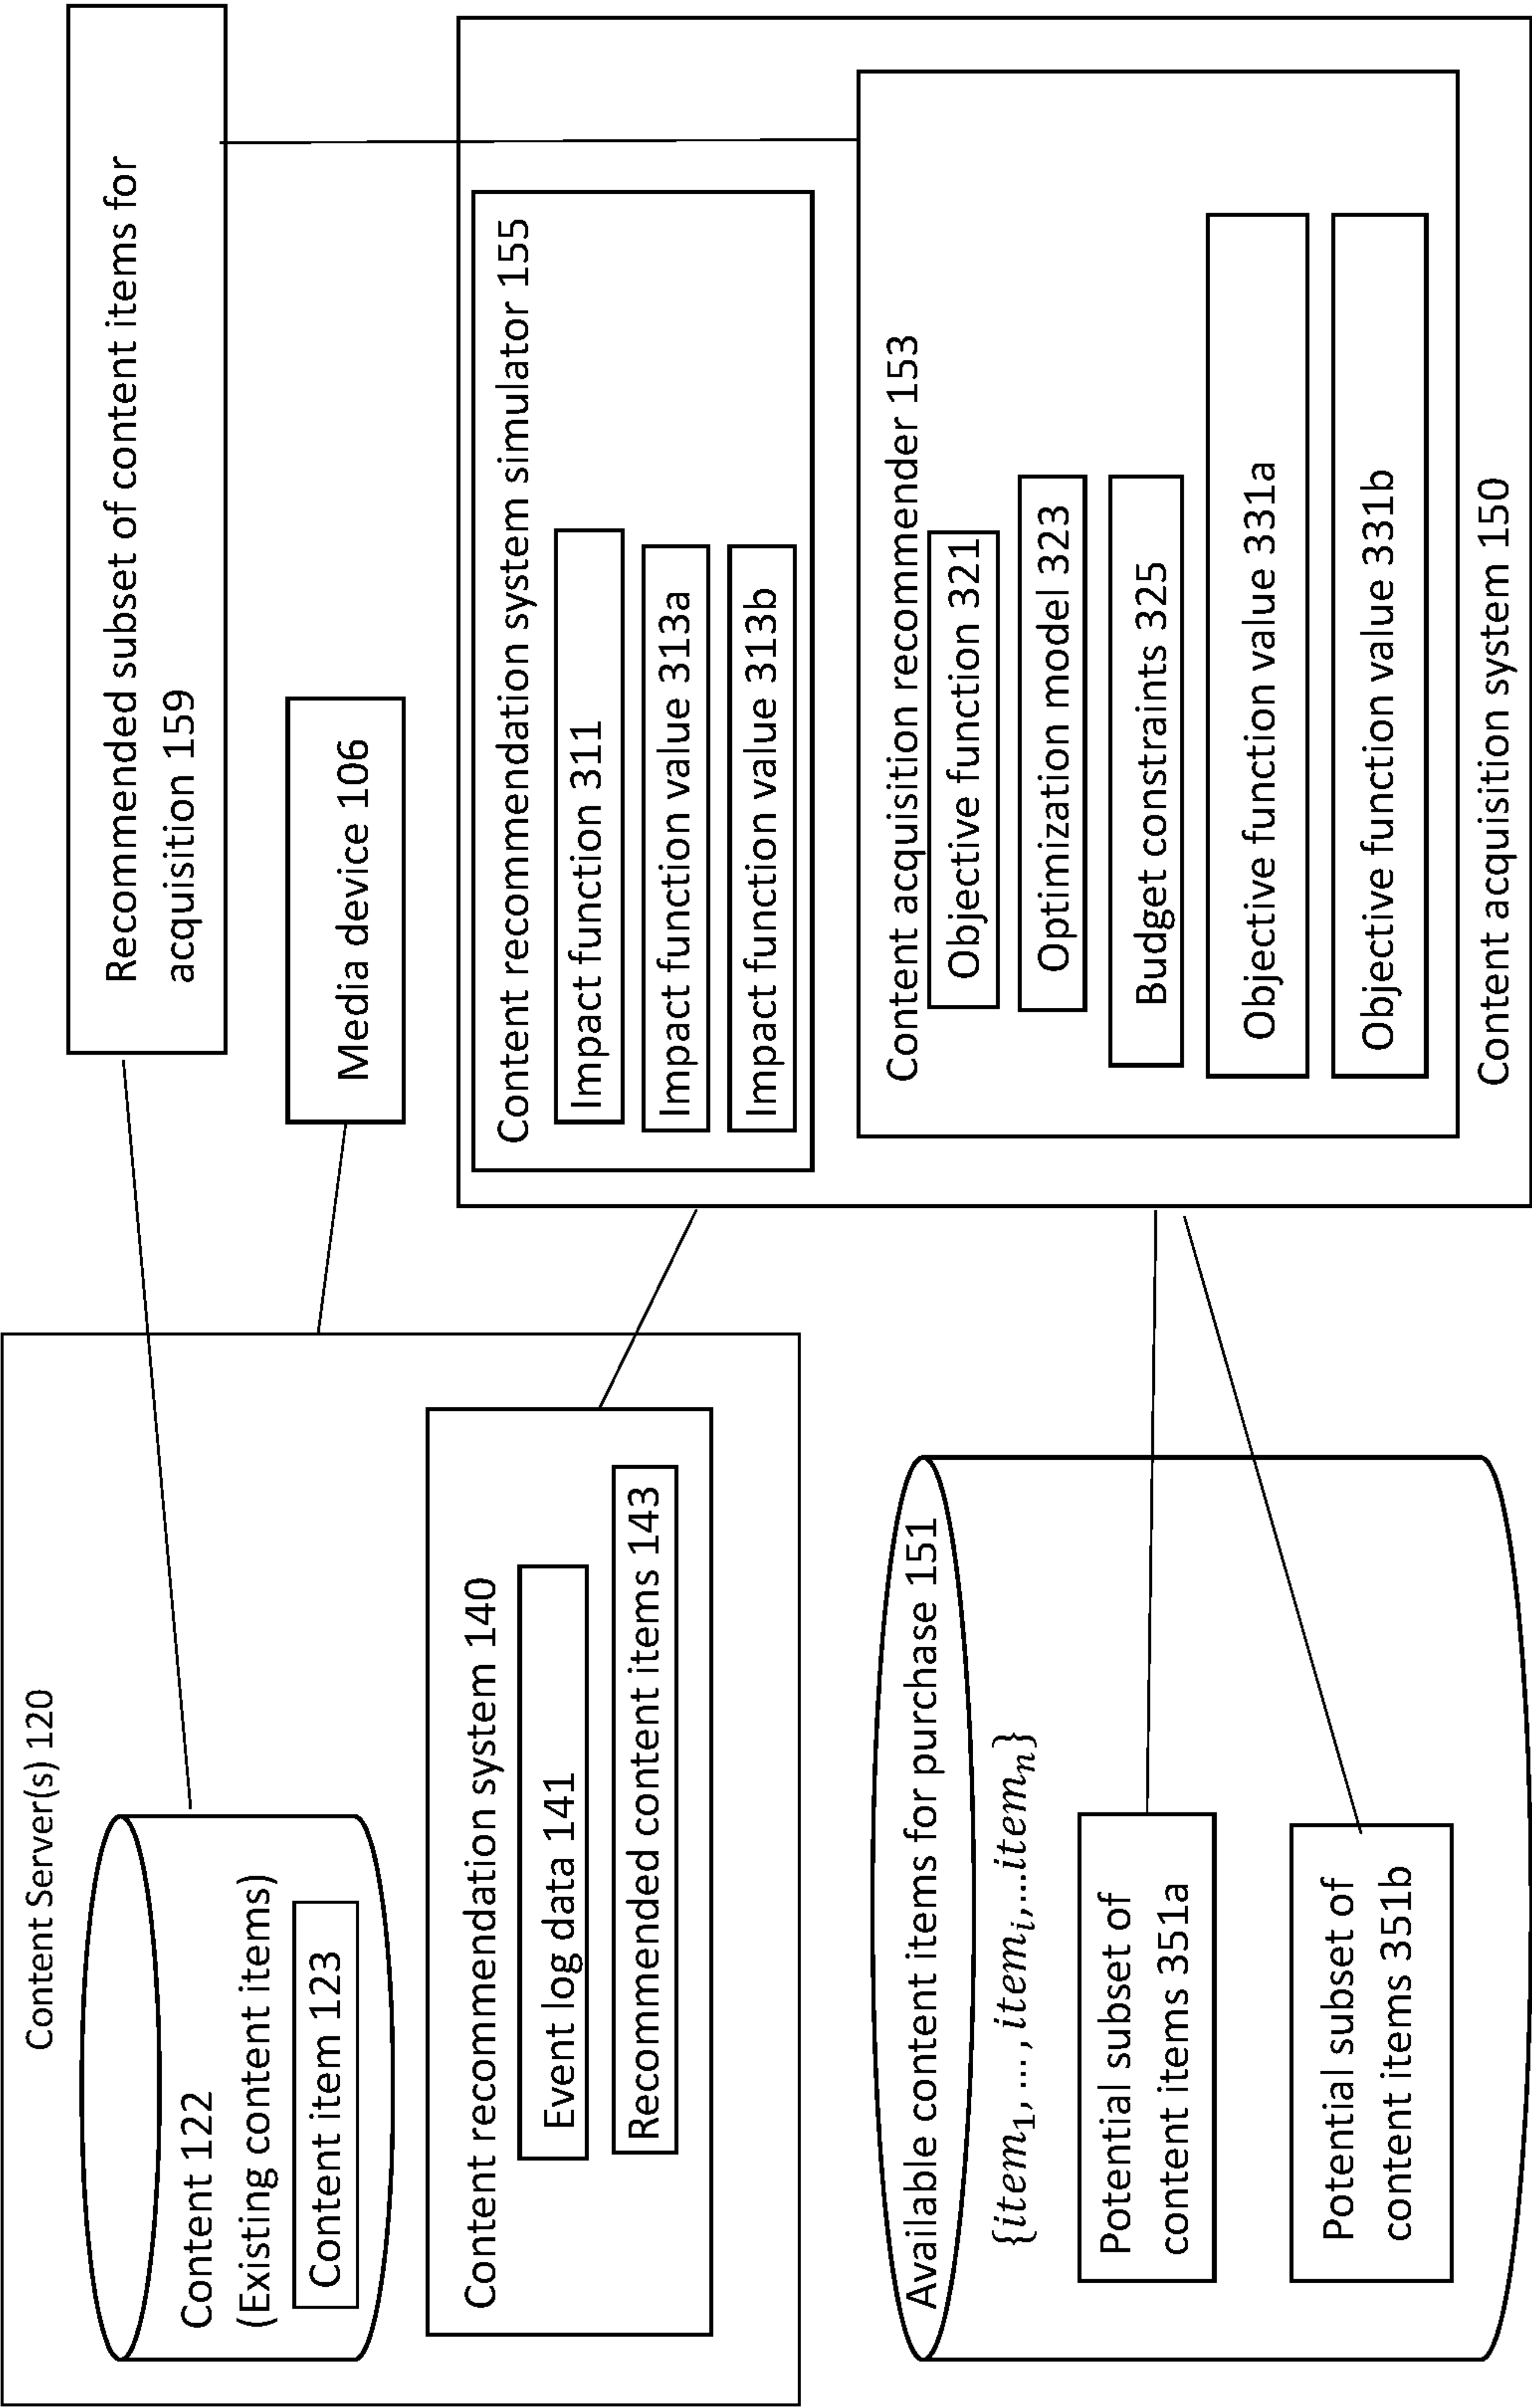 Content Server(s) 120
Content 122
(Existing content items)
Content item 123
Content recommendation system 140
Event log data 141
Recommended content items 143
Recommended subset of content items for
acquisition 159
Media device 106
Available content items for purchase 151
{item₁, ..., itemᵢ,...itemₙ}
Potential subset of
content items 351a
Potential subset of
content items 351b
Content recommendation system simulator 155
Impact function 311
Impact function value 313a
Impact function value 313b
Content acquisition recommender 153
Objective function 321
Optimization model 323
Budget constraints 325
Objective function value 331a
Objective function value 331b
Content acquisition system 150